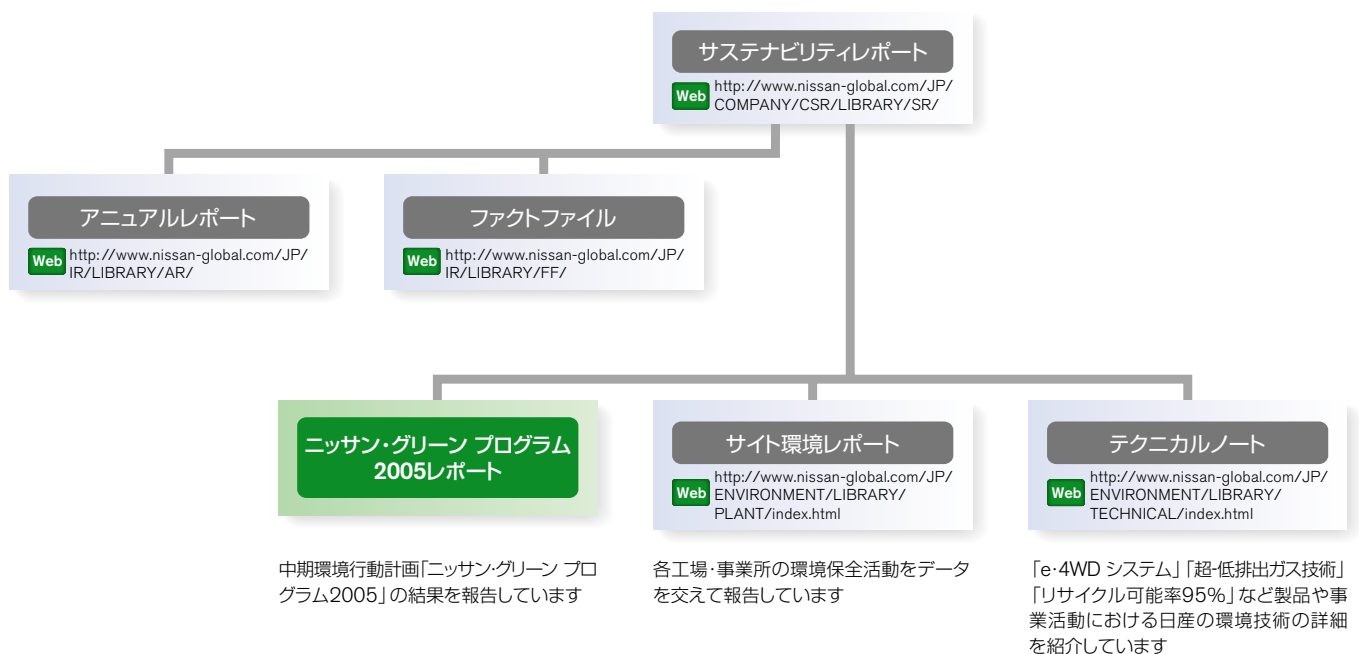 サステナビリティレポート
Web
http://www.nissan-global.com/JP/
COMPANY/CSR/LIBRARY/SR/
アニュアルレポート
Web
http://www.nissan-global.com/JP/
IR/LIBRARY/AR/
ファクトファイル
Web
http://www.nissan-global.com/JP/
IR/LIBRARY/FF/
ニッサン・グリーン プログラム
2005レポート
中期環境行動計画「ニッサン・グリーン プロ
グラム2005」の結果を報告しています
サイト環境レポート
Web
http://www.nissan-global.com/JP/
ENVIRONMENT/LIBRARY/
PLANT/index.html
各工場・事業所の環境保全活動をデータ
を交えて報告しています
テクニカルノート
Web
http://www.nissan-global.com/JP/
ENVIRONMENT/LIBRARY/
TECHNICAL/index.html
「e・4WD システム」「超-低排出ガス技術」
「リサイクル可能率95%」など製品や事
業活動における日産の環境技術の詳細
を紹介しています